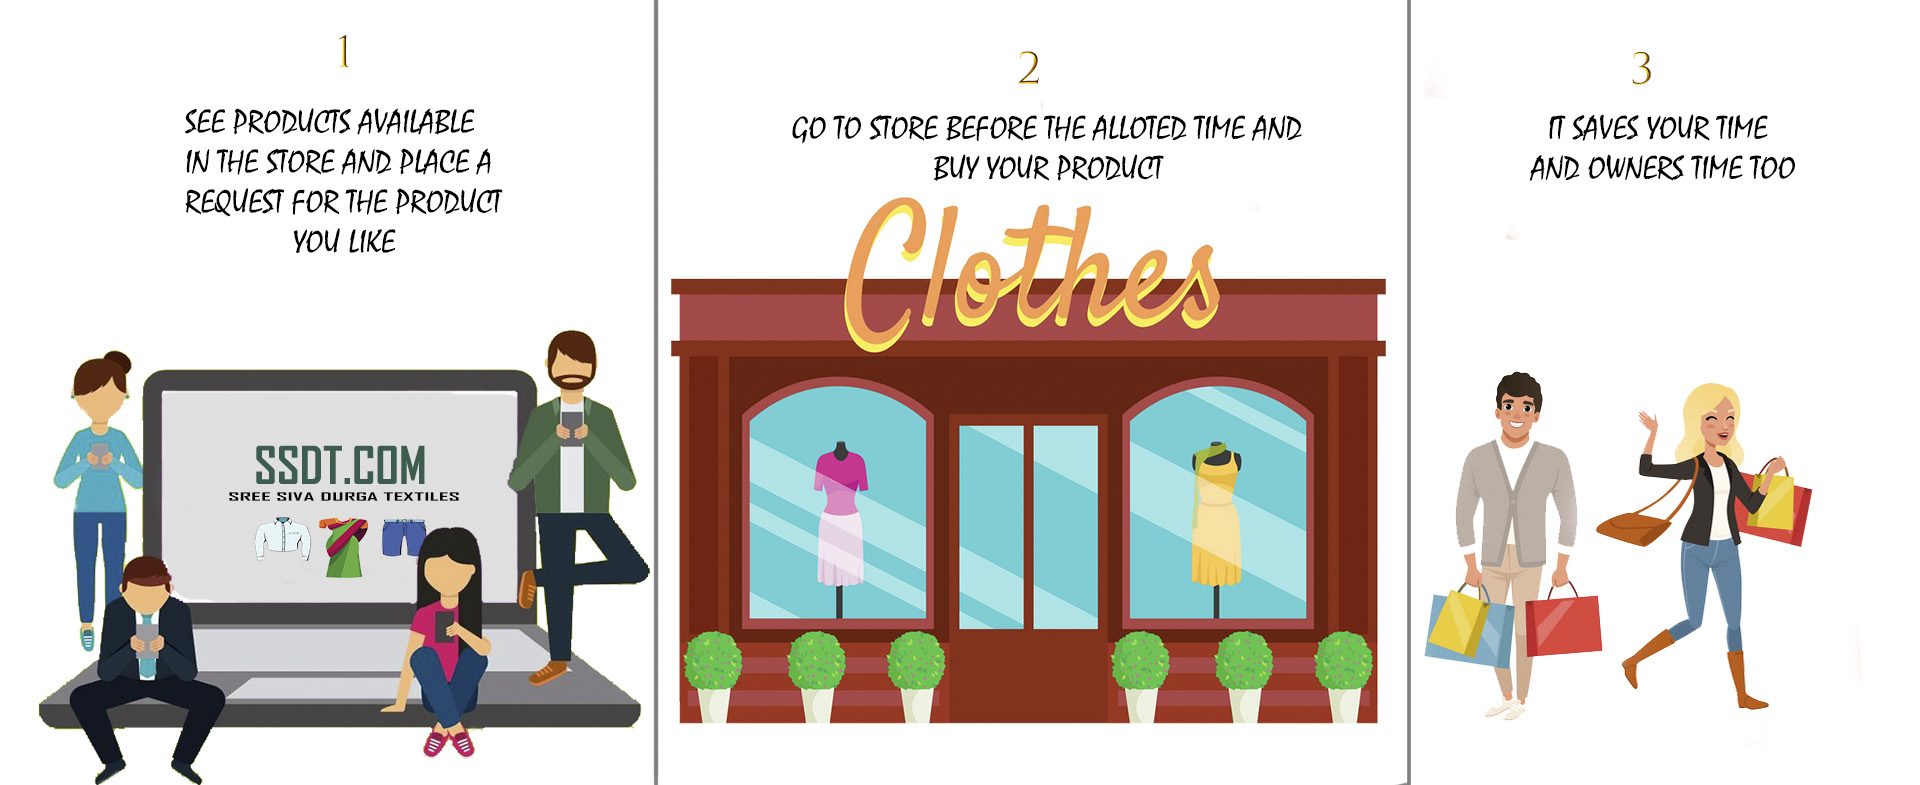 1
SEE PRODUCTS AVAILABLE
IN THE STORE AND PLACE A
REQUEST FOR THE PRODUCT
YOU LIKE
SSDT.COM
SREE SIVA DURGA TEXTILES
2
GO TO STORE BEFORE THE ALLOTED TIME AND
BUY YOUR PRODUCT
Clothes
3
IT SAVES YOUR TIME
AND OWNERS TIME TOO